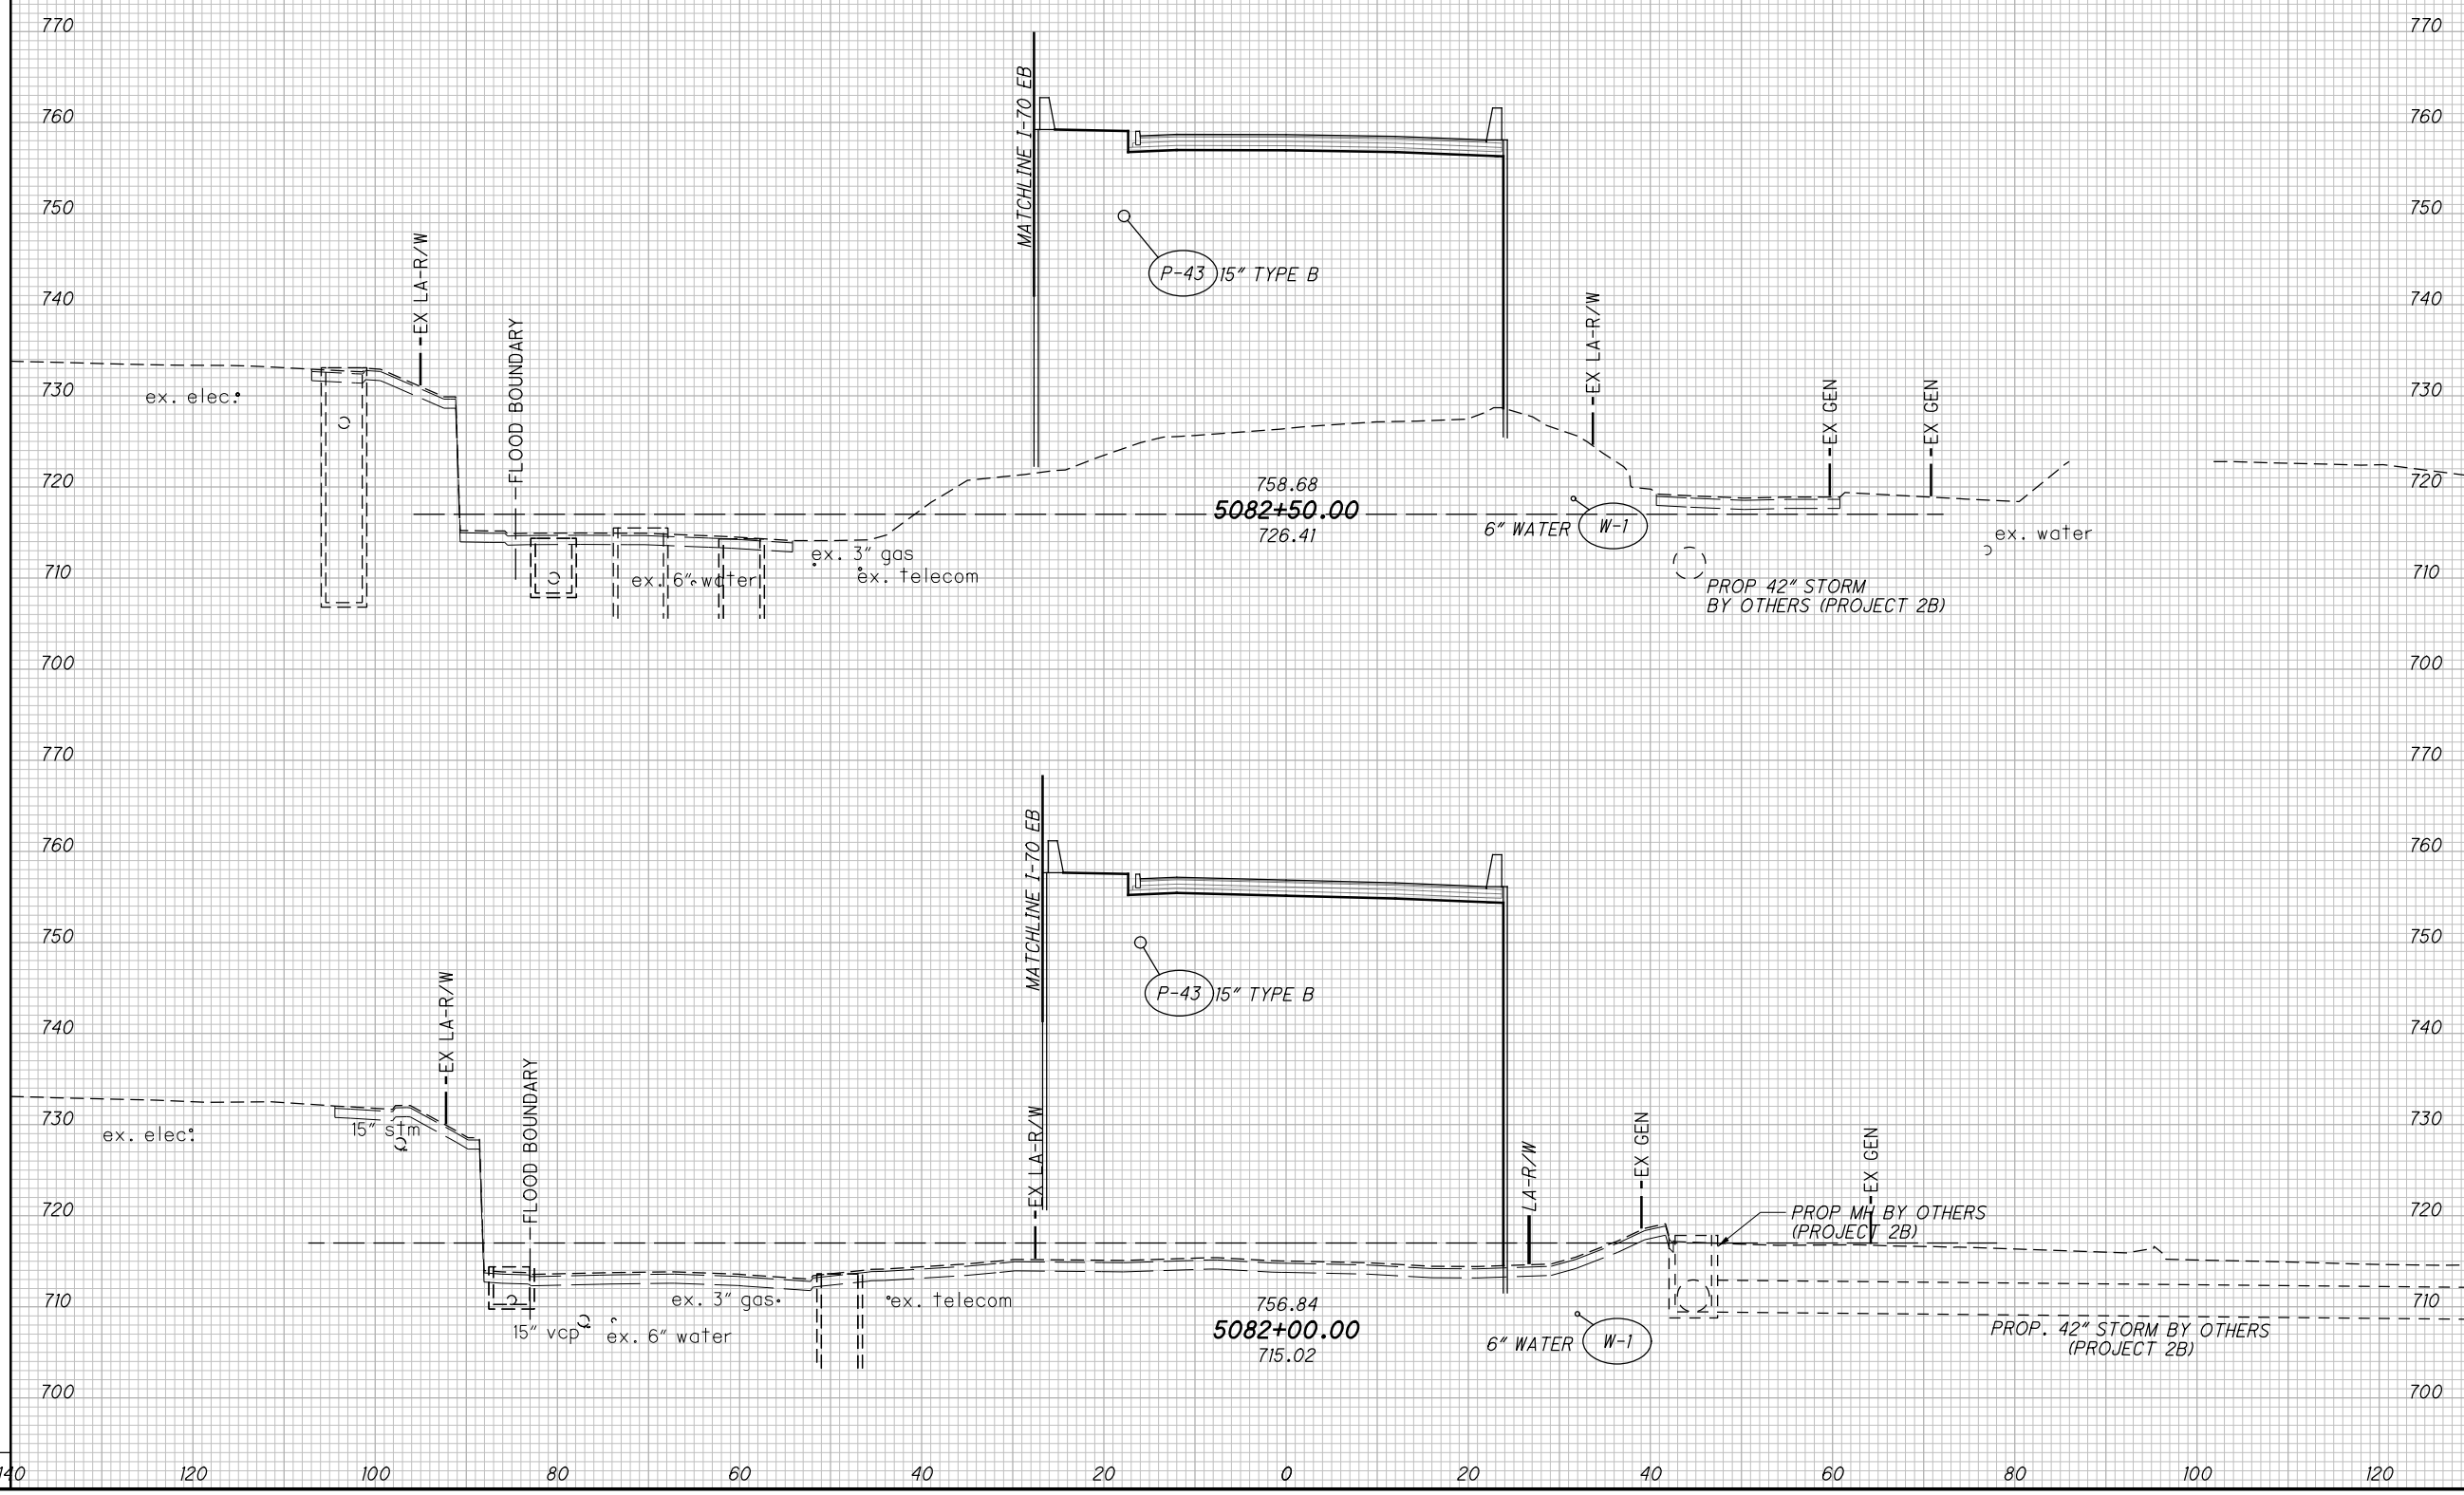 770 770
760 760
750 750
740 740
730 730
720 720
710 710
700 700
MATCHLINE I-70 EB
P-43 15" TYPE B
EX LA-R/W
FLOOD BOUNDARY
ex. elec.
EX LA-R/W
EX GEN
EX GEN
758.68
5082+50.00
726.41
6" WATER W-1
ex. water
ex. 3" gas
ex. telecom
ex. 6" water
PROP 42" STORM
BY OTHERS (PROJECT 2B)
770 770
760 760
750 750
740 740
730 730
720 720
710 710
700 700
MATCHLINE I-70 EB
P-43 15" TYPE B
EX LA-R/W
FLOOD BOUNDARY
ex. elec.
15" stm
EX LA-R/W
LA-R/W
EX GEN
EX GEN
PROP MH BY OTHERS
(PROJECT 2B)
ex. 3" gas
ex. telecom
15" vcp
ex. 6" water
756.84
5082+00.00
715.02
6" WATER W-1
PROP. 42" STORM BY OTHERS
(PROJECT 2B)
140 120 100 80 60 40 20 0 20 40 60 80 100 120